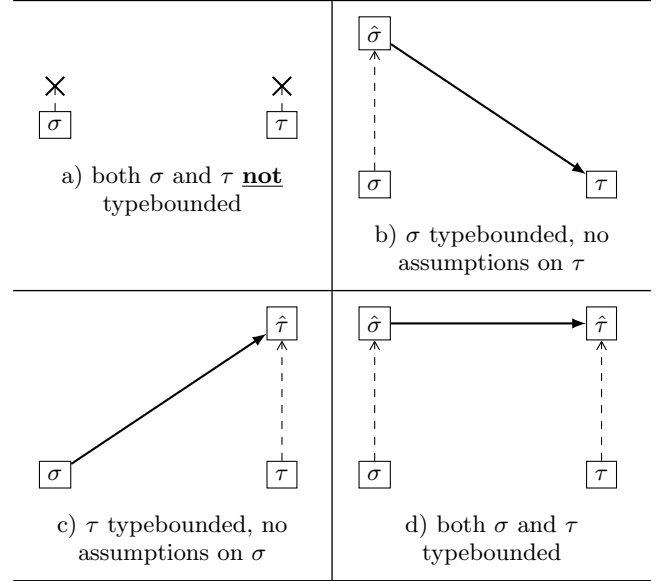 σ τ
a) both σ and τ not
typebounded
σ̂
σ τ
b) σ typebounded, no
assumptions on τ
τ̂
σ τ
c) τ typebounded, no
assumptions on σ
σ̂ τ̂
σ τ
d) both σ and τ
typebounded